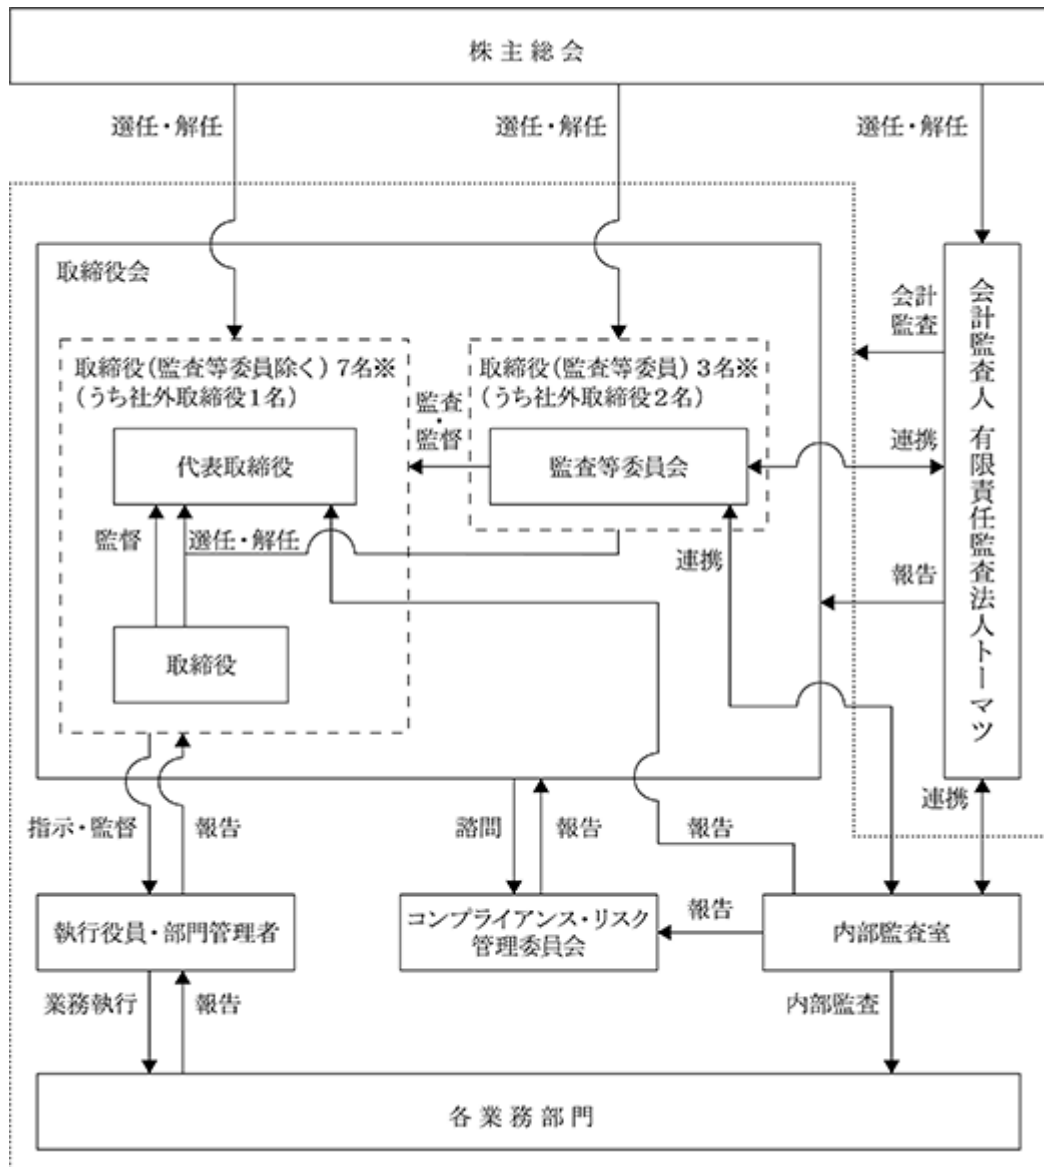 株主総会
選任・解任
選任・解任
選任・解任
取締役会
取締役(監査等委員除く) 7名※
(うち社外取締役1名)
代表取締役
監督
選任・解任
取締役
監査・監督
取締役(監査等委員) 3名※
(うち社外取締役2名)
監査等委員会
連携
会計
監査
連携
報告
会計監査人 有限責任監査法人トーマツ
連携
指示・監督
報告
諮問
報告
報告
執行役員・部門管理者
コンプライアンス・リスク
管理委員会
報告
内部監査室
業務執行
報告
内部監査
各業務部門